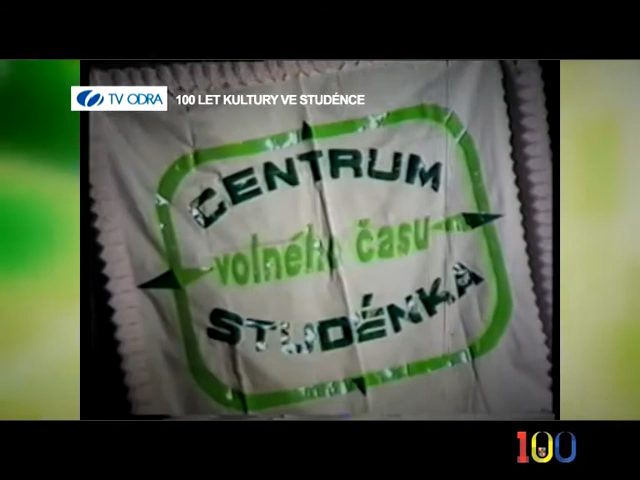 TV ODRA
100 LET KULTURY VE STUDÉNCE
CENTRUM
volného času
STUDÉNKA
100